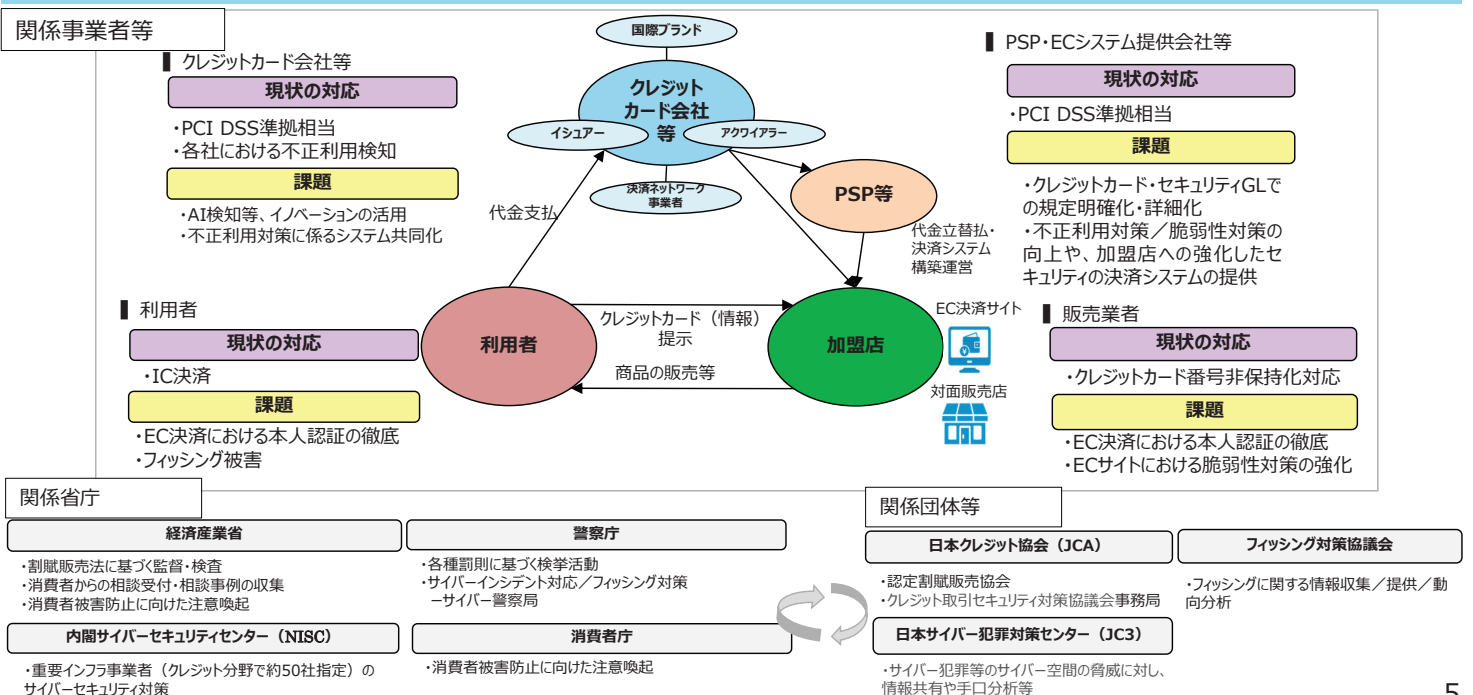 関係事業者等
▌ クレジットカード会社等
現状の対応
・PCI DSS準拠相当
・各社における不正利用検知
課題
・AI検知等、イノベーションの活用
・不正利用対策に係るシステム共同化
国際ブランド
クレジット
カード会社
等
イシュアー
アクワイアラー
決済ネットワーク
事業者
代金支払
PSP等
代金立替払・
決済システム
構築運営
▌ PSP・ECシステム提供会社等
現状の対応
・PCI DSS準拠相当
課題
・クレジットカード・セキュリティGLで
の規定明確化・詳細化
・不正利用対策／脆弱性対策の
向上や、加盟店への強化したセ
キュリティの決済システムの提供
▌ 利用者
現状の対応
・IC決済
課題
・EC決済における本人認証の徹底
・フィッシング被害
利用者
クレジットカード（情報）
提示
商品の販売等
加盟店
EC決済サイト
対面販売店
▌ 販売業者
現状の対応
・クレジットカード番号非保持化対応
課題
・EC決済における本人認証の徹底
・ECサイトにおける脆弱性対策の強化
関係省庁
経済産業省
・割賦販売法に基づく監督・検査
・消費者からの相談受付・相談事例の収集
・消費者被害防止に向けた注意喚起
警察庁
・各種罰則に基づく検挙活動
・サイバーインシデント対応／フィッシング対策
－サイバー警察局
内閣サイバーセキュリティセンター（NISC）
・重要インフラ事業者（クレジット分野で約50社指定）の
サイバーセキュリティ対策
消費者庁
・消費者被害防止に向けた注意喚起
関係団体等
日本クレジット協会（JCA）
・認定割賦販売協会
・クレジット取引セキュリティ対策協議会事務局
フィッシング対策協議会
・フィッシングに関する情報収集／提供／動
向分析
日本サイバー犯罪対策センター（JC3）
・サイバー犯罪等のサイバー空間の脅威に対し、
情報共有や手口分析等
5